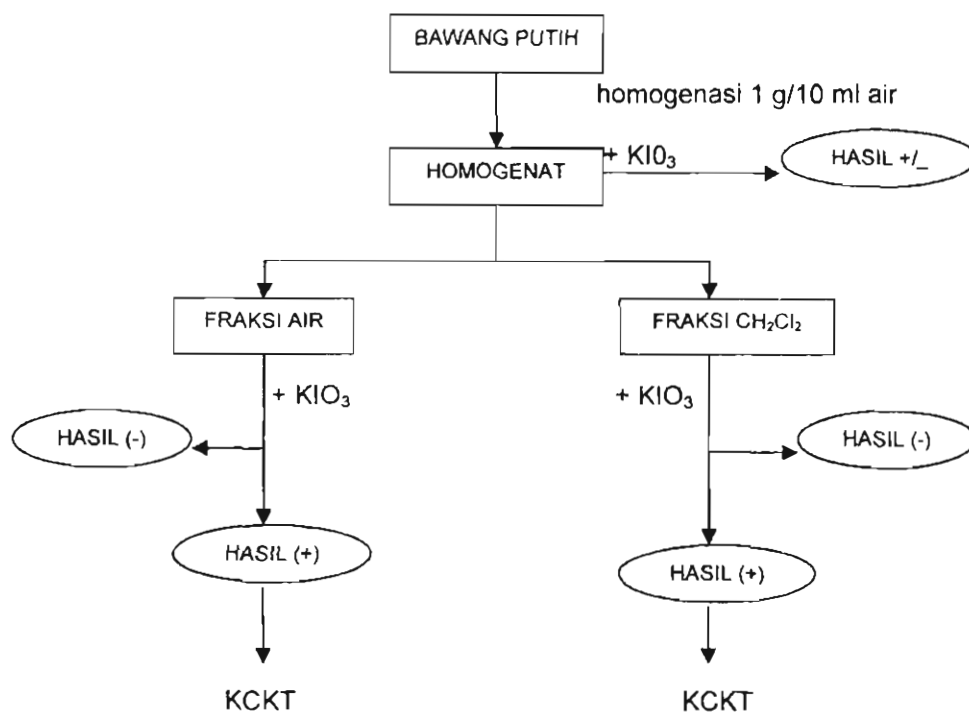 BAWANG PUTIH
homogenasi 1 g/10 ml air
HOMOGENAT
+ KI0₃
HASIL +/_
FRAKSI AIR
FRAKSI CH₂Cl₂
+ KIO₃
+ KIO₃
HASIL (-)
HASIL (-)
HASIL (+)
HASIL (+)
KCKT
KCKT